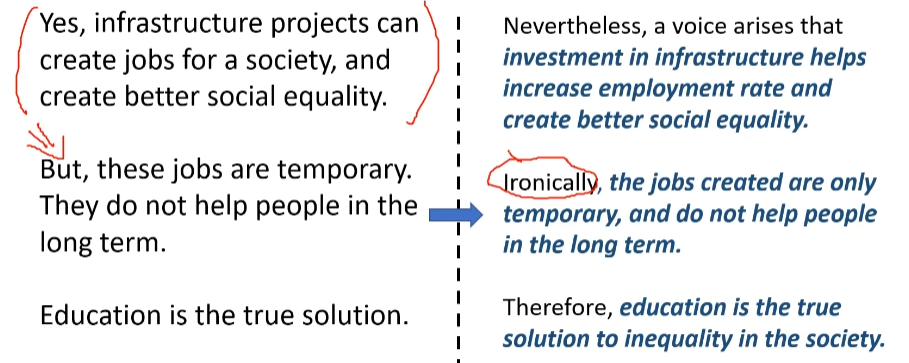 Yes, infrastructure projects can
create jobs for a society, and
create better social equality.
But, these jobs are temporary.
They do not help people in the
long term.
Education is the true solution.
Nevertheless, a voice arises that
investment in infrastructure helps
increase employment rate and
create better social equality.
Ironically, the jobs created are only
temporary, and do not help people
in the long term.
Therefore, education is the true
solution to inequality in the society.